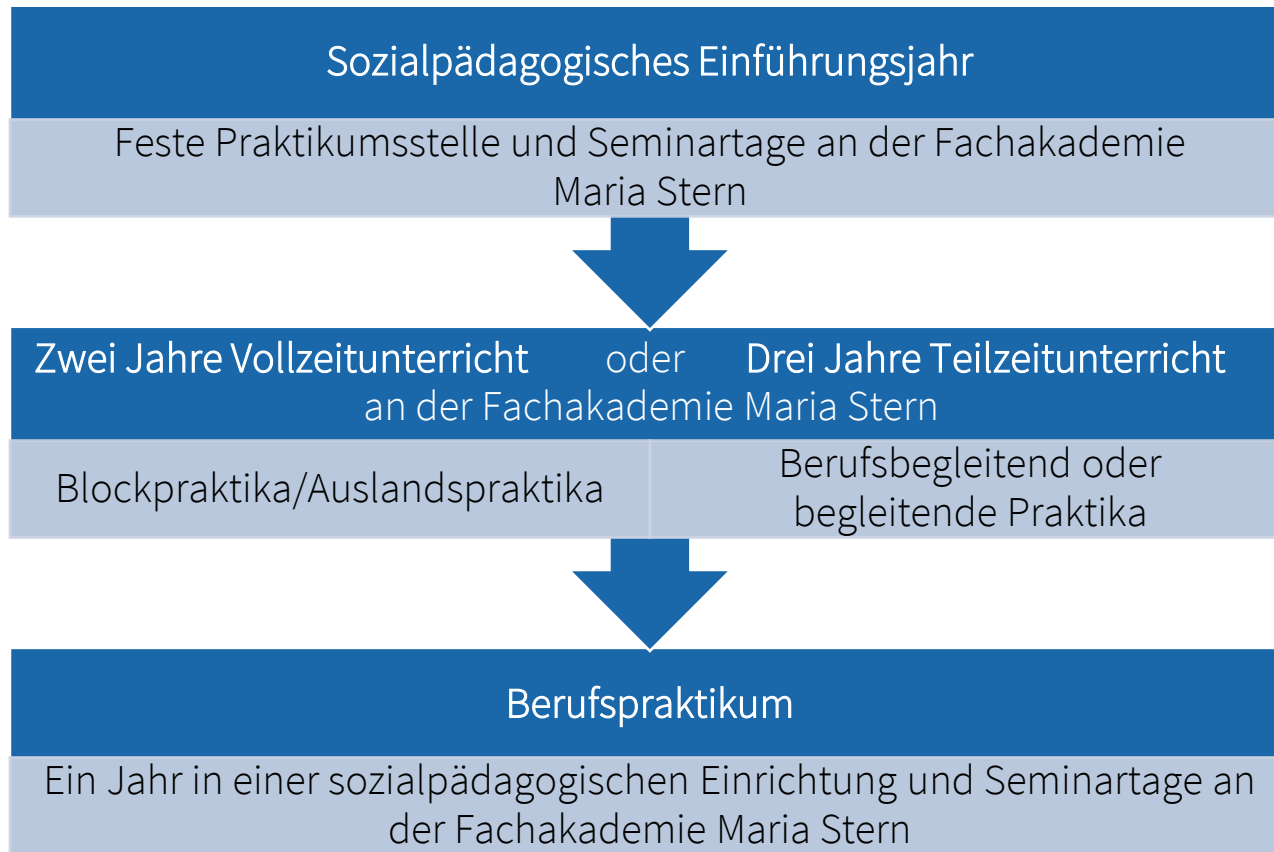 Sozialpädagogisches Einführungsjahr
Feste Praktikumsstelle und Seminartage an der Fachakademie
Maria Stern
Zwei Jahre Vollzeitunterricht oder Drei Jahre Teilzeitunterricht
an der Fachakademie Maria Stern
Blockpraktika/Auslandspraktika
Berufsbegleitend oder
begleitende Praktika
Berufspraktikum
Ein Jahr in einer sozialpädagogischen Einrichtung und Seminartage an
der Fachakademie Maria Stern